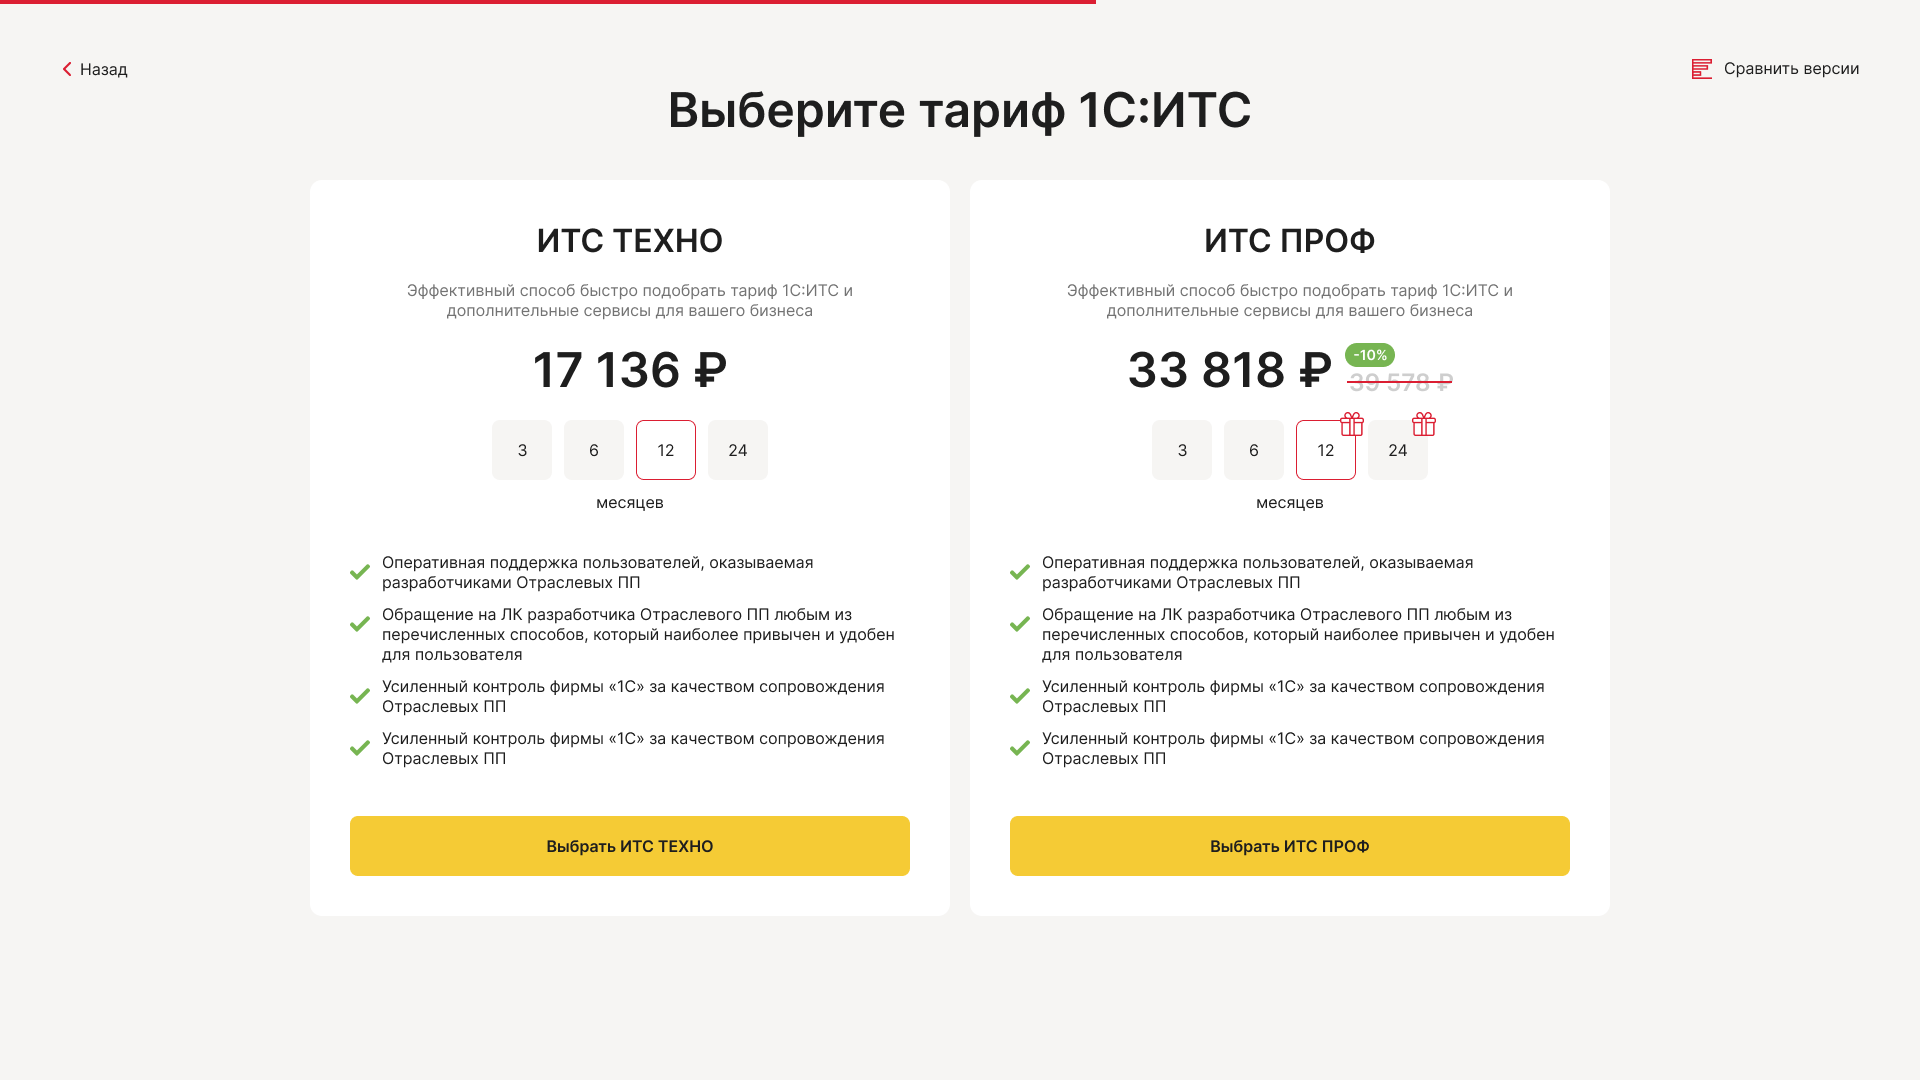 Назад
Сравнить версии
Выберите тариф 1С:ИТС
ИТС ТЕХНО
Эффективный способ быстро подобрать тариф 1С:ИТС и
дополнительные сервисы для вашего бизнеса
17 136 ₽
3
6
12
24
месяцев
Оперативная поддержка пользователей, оказываемая
разработчиками Отраслевых ПП
Обращение на ЛК разработчика Отраслевого ПП любым из
перечисленных способов, который наиболее привычен и удобен
для пользователя
Усиленный контроль фирмы «1С» за качеством сопровождения
Отраслевых ПП
Усиленный контроль фирмы «1С» за качеством сопровождения
Отраслевых ПП
Выбрать ИТС ТЕХНО
ИТС ПРОФ
Эффективный способ быстро подобрать тариф 1С:ИТС и
дополнительные сервисы для вашего бизнеса
33 818 ₽
-10%
39 578 ₽
3
6
12
24
месяцев
Оперативная поддержка пользователей, оказываемая
разработчиками Отраслевых ПП
Обращение на ЛК разработчика Отраслевого ПП любым из
перечисленных способов, который наиболее привычен и удобен
для пользователя
Усиленный контроль фирмы «1С» за качеством сопровождения
Отраслевых ПП
Усиленный контроль фирмы «1С» за качеством сопровождения
Отраслевых ПП
Выбрать ИТС ПРОФ